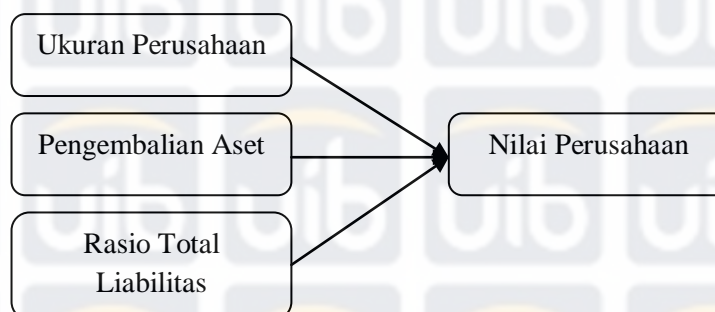 Ukuran Perusahaan
Pengembalian Aset
Nilai Perusahaan
Rasio Total
Liabilitas